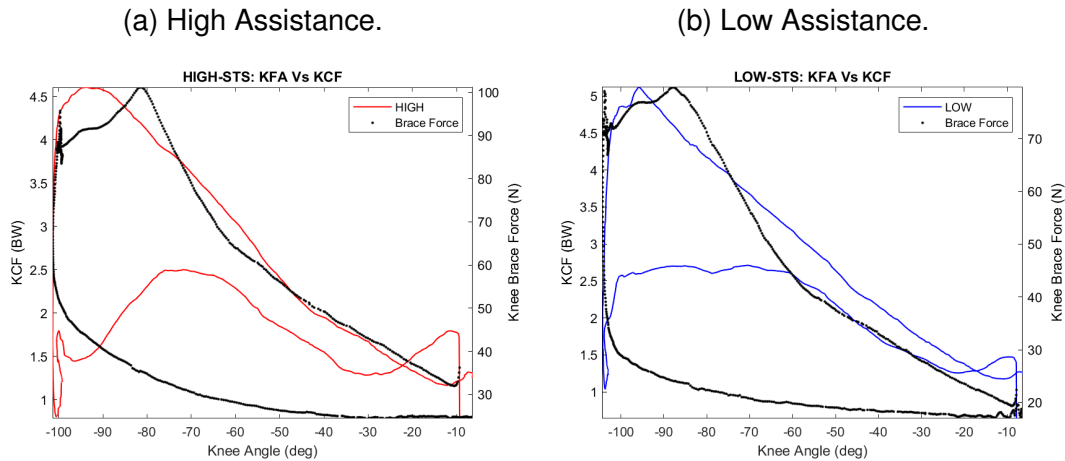 (a) High Assistance.
HIGH-STS: KFA Vs KCF
HIGH
Brace Force
KCF (BW)
4.5
4
3.5
3
2.5
2
1.5
1
Knee Brace Force (N)
100
90
80
70
60
50
40
30
-100 -90 -80 -70 -60 -50 -40 -30 -20 -10
Knee Angle (deg)
(b) Low Assistance.
LOW-STS: KFA Vs KCF
LOW
Brace Force
KCF (BW)
5
4.5
4
3.5
3
2.5
2
1.5
1
Knee Brace Force (N)
70
60
50
40
30
20
-100 -90 -80 -70 -60 -50 -40 -30 -20 -10
Knee Angle (deg)